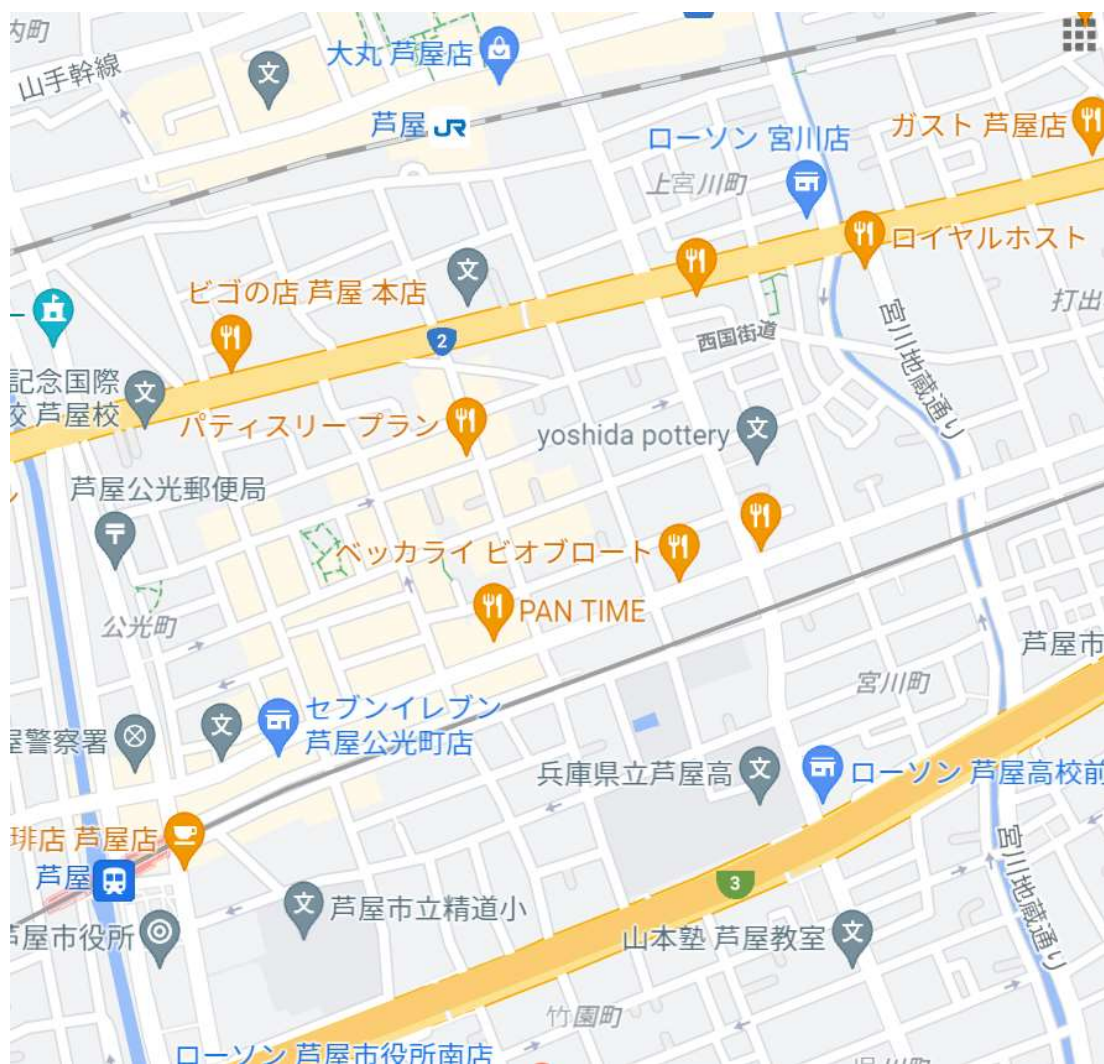 内町
山手幹線
大丸 芦屋店
芦屋 JR
ローソン 宮川店
ガスト 芦屋店
上宮川町
ロイヤルホスト
ビゴの店 芦屋 本店
打出
2
西国街道
宮川地蔵通り
記念国際
校 芦屋校
パティスリー プラン
yoshida pottery
芦屋公光郵便局
ベッカライ ビオブロート
PAN TIME
公光町
芦屋市
宮川町
セブンイレブン
芦屋公光町店
屋警察署
兵庫県立芦屋高
ローソン 芦屋高校前
琲店 芦屋店
芦屋
3
宮川地蔵通り
芦屋市立精道小
芦屋市役所
山本塾 芦屋教室
竹園町
ローソン 芦屋市役所南店